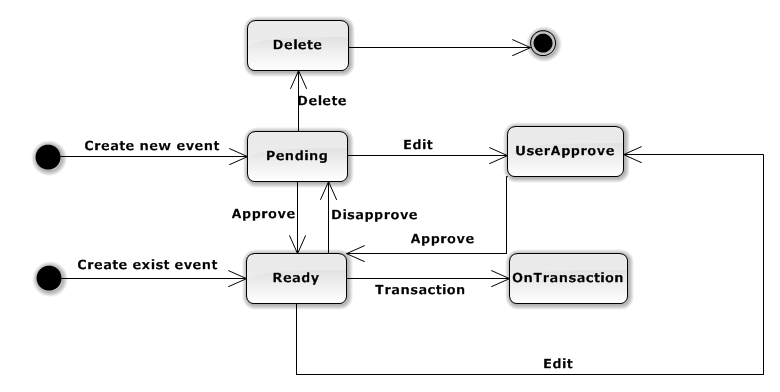 Delete
Delete
Create new event
Pending
Edit
UserApprove
Approve
Disapprove
Approve
Create exist event
Ready
Transaction
OnTransaction
Edit